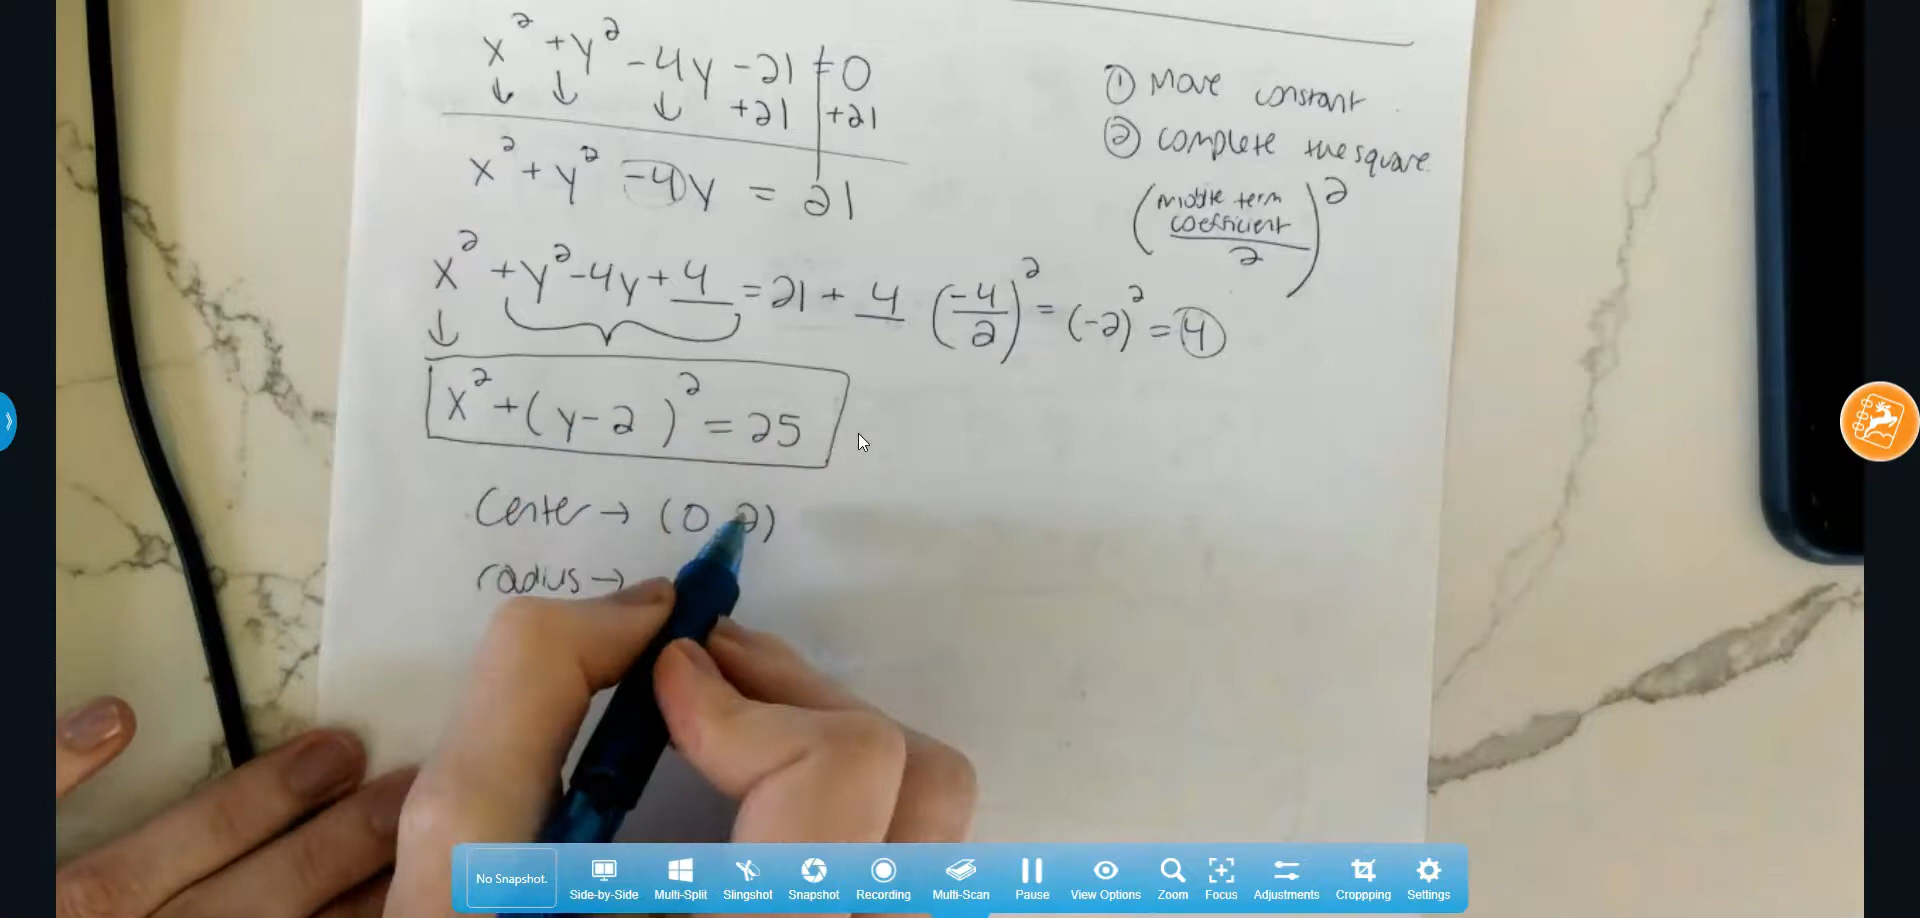 x² + y² - 4y - 21 = 0
+21 +21
x² + y² - 4y = 21
x² + y² - 4y + 4 = 21 + 4 (-4/2)² = (-2)² = 4
x² + (y - 2)² = 25
Center → (0, 2)
radius →
① Move constant
② complete the square
(middle term
coefficient
/2)²
No Snapshot.
Side-by-Side Multi-Split Slingshot Snapshot Recording Multi-Scan Pause View Options Zoom Focus Adjustments Croppping Settings